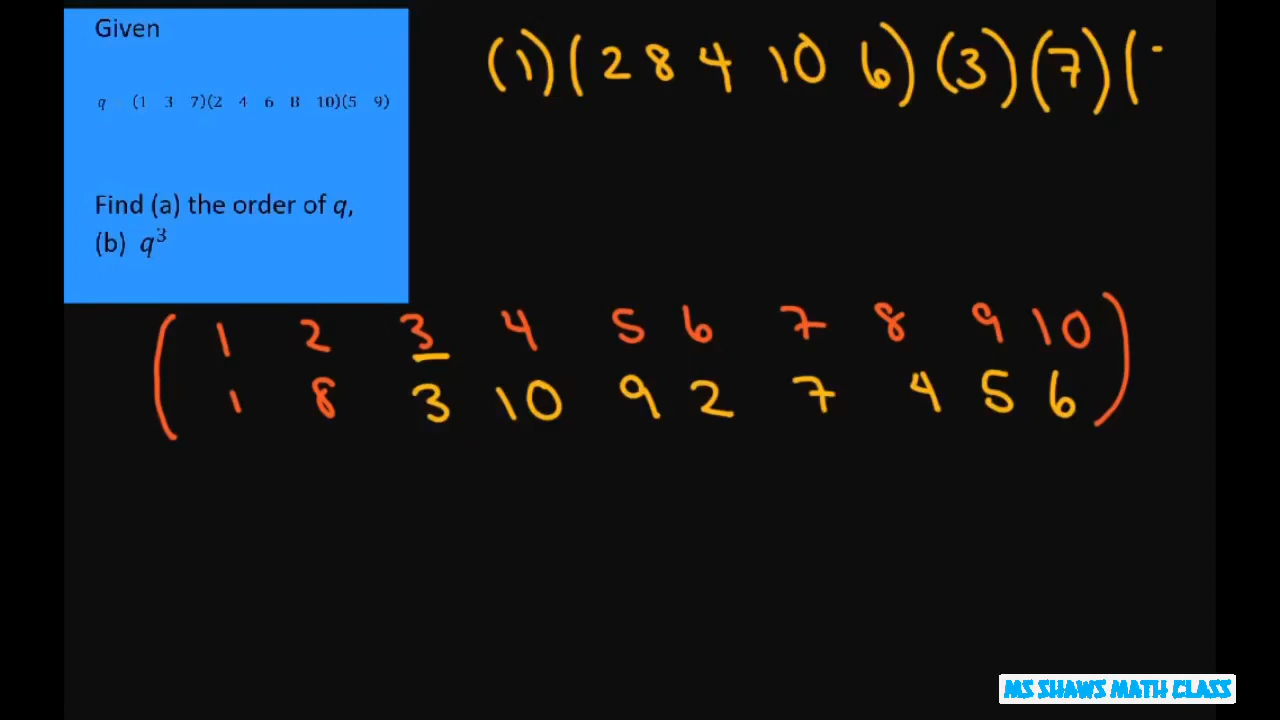 Given
q (1 3 7)(2 4 6 8 10)(5 9)
Find (a) the order of q,
(b) q³
(1)(2 8 4 10 6)(3)(7)(
( 1 2 3 4 5 6 7 8 9 10 )
1 8 3 10 9 2 7 4 5 6
MS SHAWS MATH CLASS